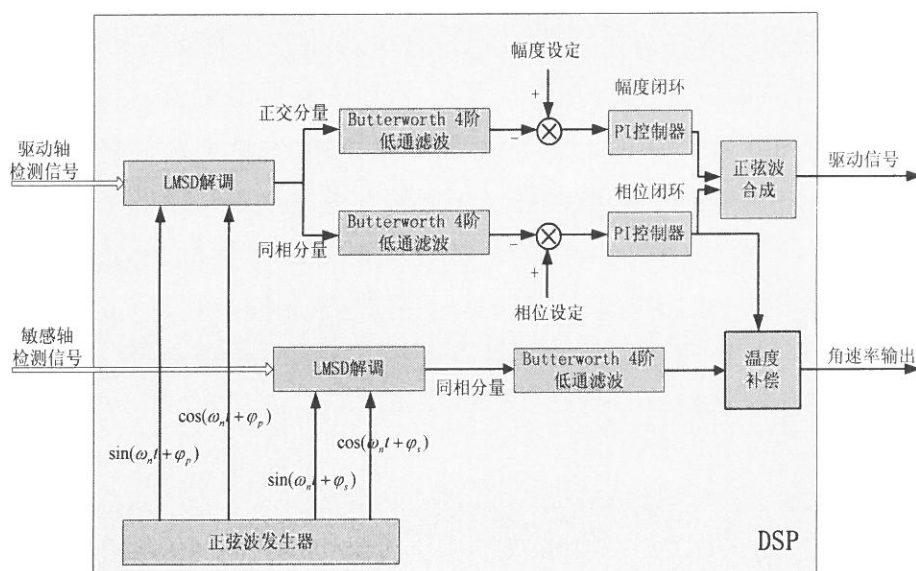 幅度设定
+
幅度闭环
正交分量
Butworth 4阶
低通滤波
−
PI控制器
驱动轴
检测信号
LMSD解调
正弦波
合成
驱动信号
相位闭环
同相分量
Butterworth 4阶
低通滤波
−
PI控制器
+
相位设定
敏感轴
检测信号
LMSD解调
同相分量
Butterworth 4阶
低通滤波
温度
补偿
角速率输出
cos(ωₙt+φₚ)
sin(ωₙt+φₚ)
cos(ωₙt+φₛ)
sin(ωₙt+φₛ)
正弦波发生器
DSP